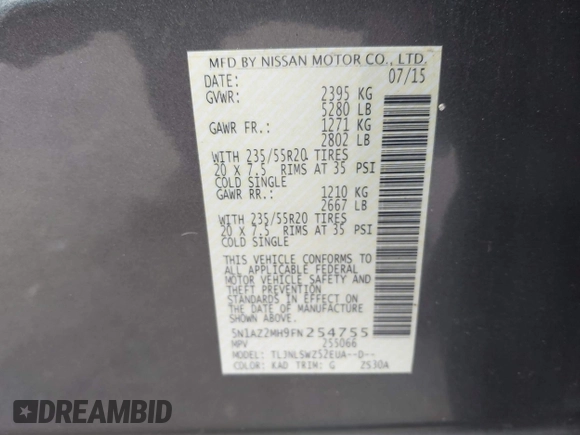 MFD BY NISSAN MOTOR CO., LTD.
DATE: 07/15
GVWR: 2395 KG
5280 LB
GAWR FR.: 1271 KG
2802 LB
WITH 235/55R20 TIRES
20 X 7.5 RIMS AT 35 PSI
COLD SINGLE
GAWR RR.: 1210 KG
2667 LB
WITH 235/55R20 TIRES
20 X 7.5 RIMS AT 35 PSI
COLD SINGLE
THIS VEHICLE CONFORMS TO
ALL APPLICABLE FEDERAL
MOTOR VEHICLE SAFETY AND
THEFT PREVENTION
STANDARDS IN EFFECT ON
THE DATE OF MANUFACTURE
SHOWN ABOVE.
5N1AZ2MH9FN254755
MPV 255066
MODEL: TLJNLSWZ52EUA--D--
COLOR: KAD TRIM: G Z530A
DREAMBID